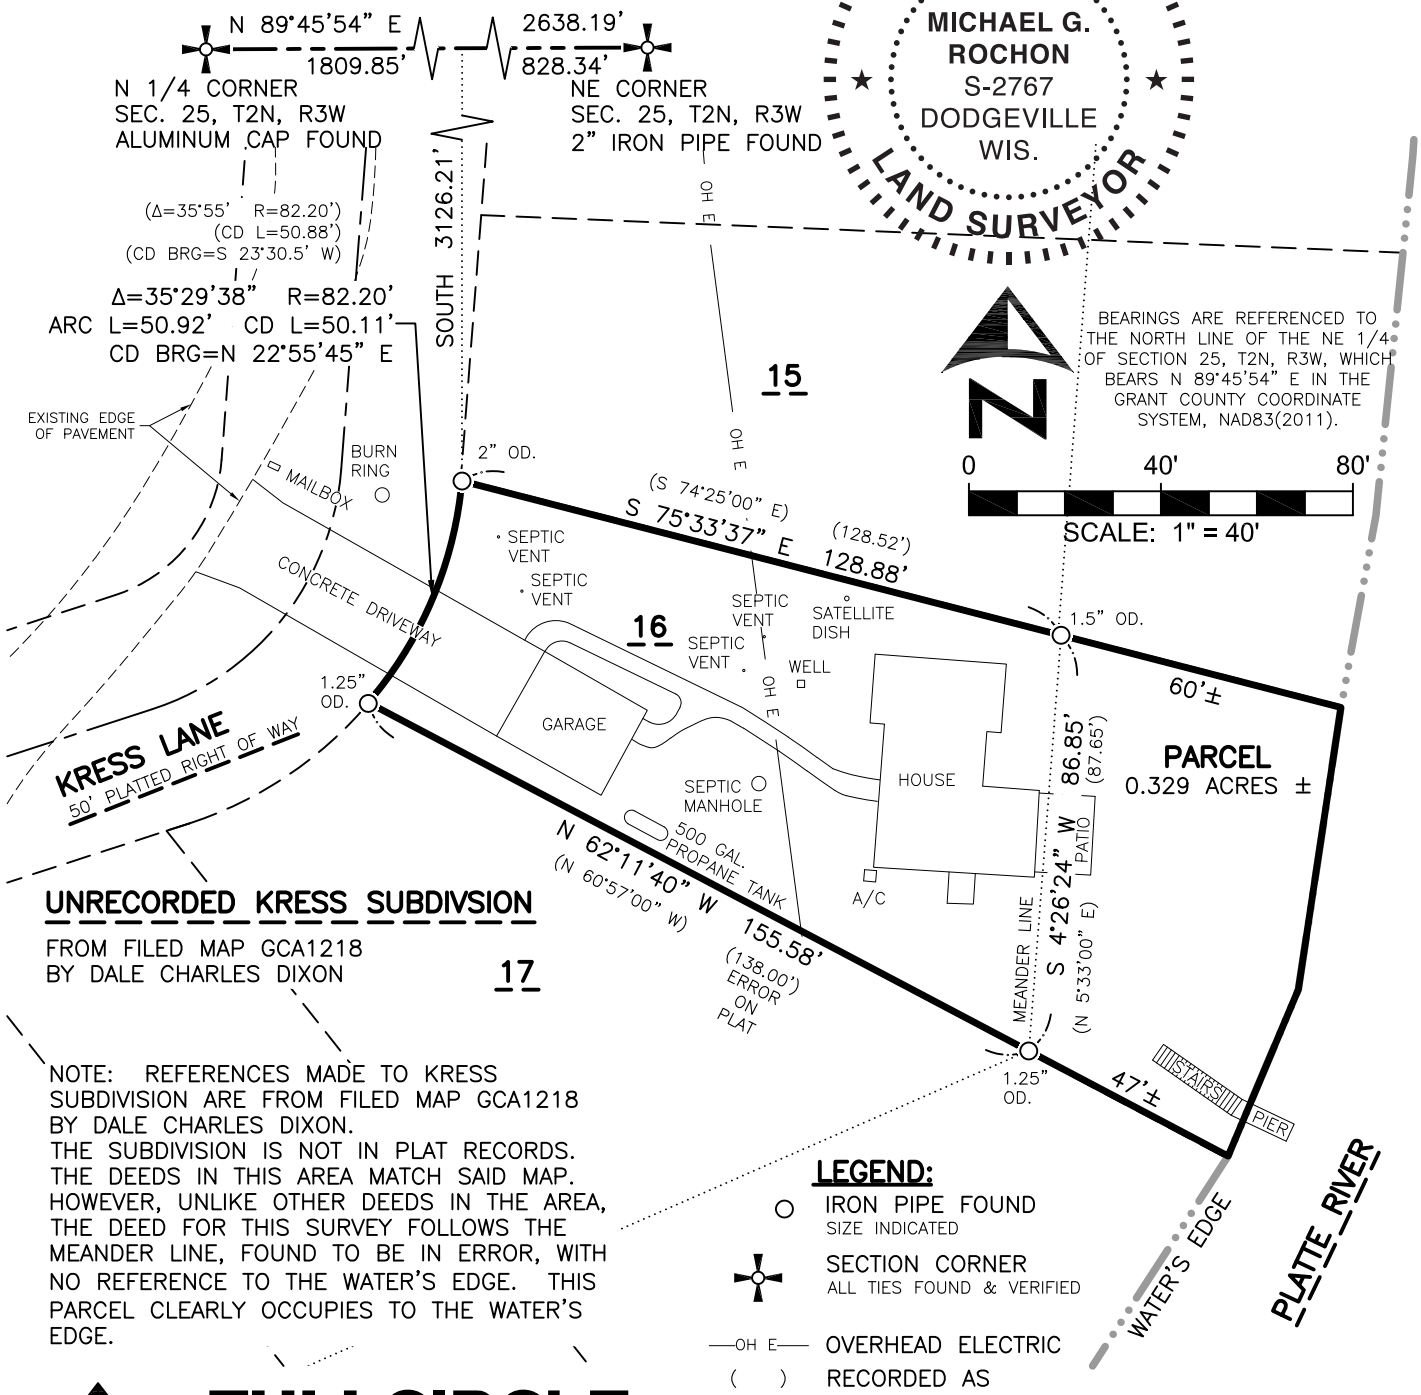 N 89°45'54" E
2638.19'
1809.85'
828.34'
N 1/4 CORNER
SEC. 25, T2N, R3W
ALUMINUM CAP FOUND
NE CORNER
SEC. 25, T2N, R3W
2" IRON PIPE FOUND
MICHAEL G.
ROCHON
S-2767
DODGEVILLE
WIS.
LAND SURVEYOR
(Δ=35°55' R=82.20')
(CD L=50.88')
(CD BRG=S 23°30.5' W)
Δ=35°29'38" R=82.20'
ARC L=50.92' CD L=50.11'
CD BRG=N 22°55'45" E
SOUTH 3126.21'
OH E
15
BEARINGS ARE REFERENCED TO
THE NORTH LINE OF THE NE 1/4
OF SECTION 25, T2N, R3W, WHICH
BEARS N 89°45'54" E IN THE
GRANT COUNTY COORDINATE
SYSTEM, NAD83(2011).
N
0 40' 80'
SCALE: 1" = 40'
EXISTING EDGE
OF PAVEMENT
MAILBOX
BURN
RING
2" OD.
OH E
(S 74°25'00" E)
(128.52')
S 75°33'37" E 128.88'
SEPTIC
VENT
SEPTIC
VENT
CONCRETE DRIVEWAY
16
SEPTIC
VENT
SATELLITE
DISH
SEPTIC
VENT
WELL
OH E
1.5" OD.
60'±
1.25"
OD.
GARAGE
KRESS LANE
50' PLATTED RIGHT OF WAY
HOUSE
86.85'
(87.65')
PARCEL
0.329 ACRES ±
SEPTIC
MANHOLE
500 GAL.
PROPANE TANK
PATIO
A/C
N 62°11'40" W 155.58'
(N 60°57'00" W)
(138.00')
ERROR
ON
PLAT
MEANDER LINE
S 4°26'24" W
(N 5°33'00" E)
UNRECORDED KRESS SUBDIVSION
FROM FILED MAP GCA1218
BY DALE CHARLES DIXON
17
1.25"
OD.
47'±
STAIRS
PIER
NOTE: REFERENCES MADE TO KRESS
SUBDIVISION ARE FROM FILED MAP GCA1218
BY DALE CHARLES DIXON.
THE SUBDIVISION IS NOT IN PLAT RECORDS.
THE DEEDS IN THIS AREA MATCH SAID MAP.
HOWEVER, UNLIKE OTHER DEEDS IN THE AREA,
THE DEED FOR THIS SURVEY FOLLOWS THE
MEANDER LINE, FOUND TO BE IN ERROR, WITH
NO REFERENCE TO THE WATER'S EDGE. THIS
PARCEL CLEARLY OCCUPIES TO THE WATER'S
EDGE.
WATER'S EDGE
PLATTE RIVER
LEGEND:
IRON PIPE FOUND
SIZE INDICATED
SECTION CORNER
ALL TIES FOUND & VERIFIED
OH E OVERHEAD ELECTRIC
( ) RECORDED AS